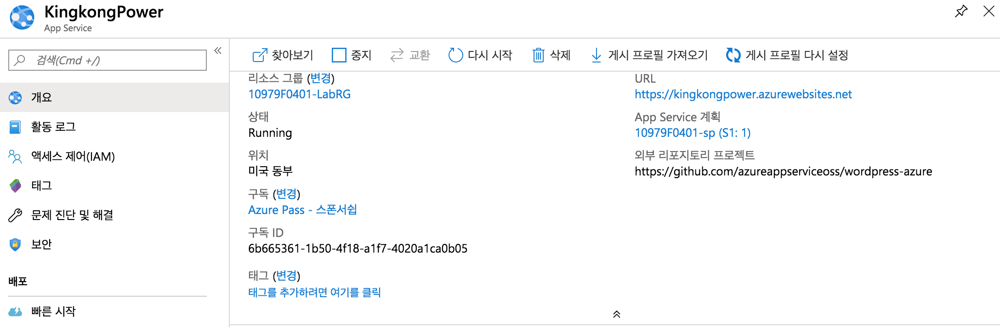 KingkongPower
App Service
검색(Cmd +/)
개요
활동 로그
액세스 제어(IAM)
태그
문제 진단 및 해결
보안
배포
빠른 시작
찾아보기 중지 교환 다시 시작 삭제 게시 프로필 가져오기 게시 프로필 다시 설정
리소스 그룹 (변경)
10979F0401-LabRG
상태
Running
위치
미국 동부
구독 (변경)
Azure Pass - 스폰서쉽
구독 ID
6b665361-1b50-4f18-a1f7-4020a1ca0b05
태그 (변경)
태그를 추가하려면 여기를 클릭
URL
https://kingkongpower.azurewebsites.net
App Service 계획
10979F0401-sp (S1: 1)
외부 리포지토리 프로젝트
https://github.com/azureappserviceoss/wordpress-azure